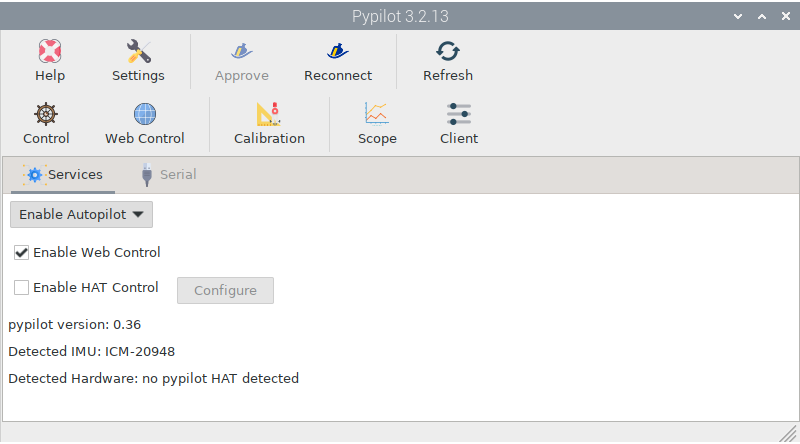 Pypilot 3.2.13
Help Settings Approve Reconnect Refresh
Control Web Control Calibration Scope Client
Services Serial
Enable Autopilot
Enable Web Control
Enable HAT Control Configure
pypilot version: 0.36
Detected IMU: ICM-20948
Detected Hardware: no pypilot HAT detected